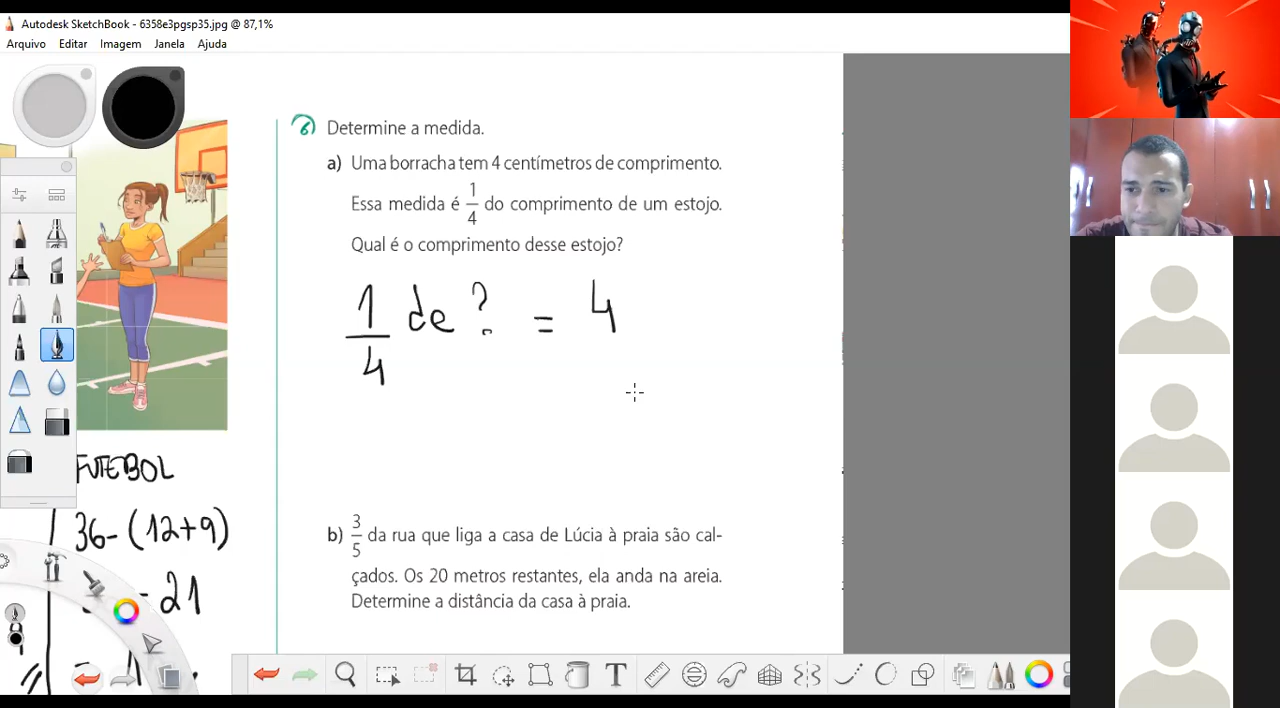 Autodesk SketchBook - 6358e3pgsp35.jpg @ 87,1%
Arquivo Editar Imagem Janela Ajuda
6 Determine a medida.
a) Uma borracha tem 4 centímetros de comprimento.
Essa medida é 1/4 do comprimento de um estojo.
Qual é o comprimento desse estojo?
1/4 de ? = 4
FUTEBOL
36-(12+9)
- 21
b) 3/5 da rua que liga a casa de Lúcia à praia são cal-
çados. Os 20 metros restantes, ela anda na areia.
Determine a distância da casa à praia.